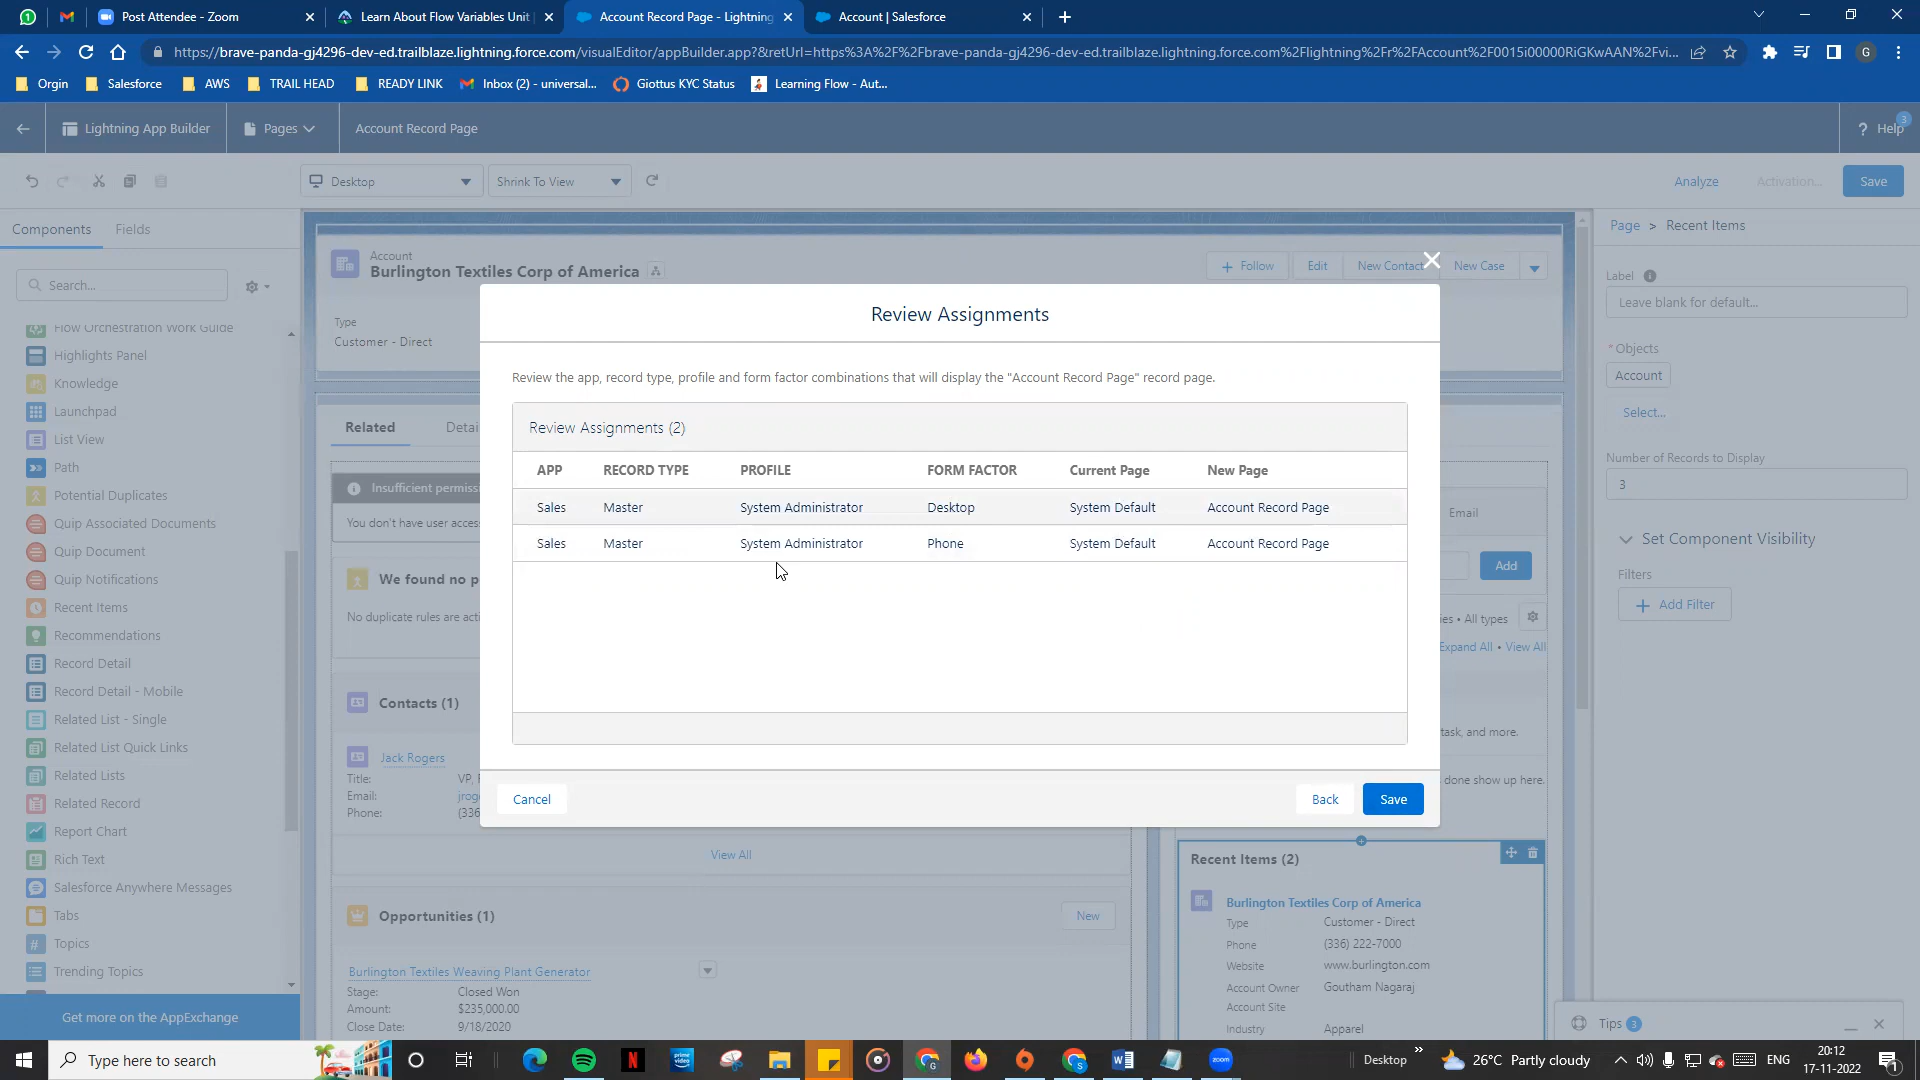 Post Attendee - Zoom
Learn About Flow Variables Unit
Account Record Page - Lightning
Account | Salesforce
https://brave-panda-gj4296-dev-ed.trailblaze.lightning.force.com/visualEditor/appBuilder.app?&retUrl=https%3A%2F%2Fbrave-panda-gj4296-dev-ed.trailblaze.lightning.force.com%2Flightning%2Fr%2FAccount%2F0015i00000RiGKwAAN%2Fvi...
G
Orgin
Salesforce
AWS
TRAIL HEAD
READY LINK
Inbox (2) - universal...
Giottus KYC Status
Learning Flow - Aut...
Lightning App Builder
Pages
Account Record Page
? Help
3
Desktop
Shrink To View
Analyze
Activation...
Save
Components
Fields
Search...
Flow Orchestration Work Guide
Highlights Panel
Knowledge
Launchpad
List View
Path
Potential Duplicates
Quip Associated Documents
Quip Document
Quip Notifications
Recent Items
Recommendations
Record Detail
Record Detail - Mobile
Related List - Single
Related List Quick Links
Related Lists
Related Record
Report Chart
Rich Text
Salesforce Anywhere Messages
Tabs
Topics
Trending Topics
Get more on the AppExchange
Account
Burlington Textiles Corp of America
+ Follow
Edit
New Contact
New Case
Type
Customer - Direct
Related
Detai
Insufficient permiss
You don't have user acces
We found no p
No duplicate rules are acti
Contacts (1)
Jack Rogers
Title: VP, F
Email: jrog
Phone: (336
View All
Opportunities (1)
New
Burlington Textiles Weaving Plant Generator
Stage: Closed Won
Amount: $235,000.00
Close Date: 9/18/2020
Review Assignments
Review the app, record type, profile and form factor combinations that will display the "Account Record Page" record page.
Review Assignments (2)
APP RECORD TYPE PROFILE FORM FACTOR Current Page New Page
Sales Master System Administrator Desktop System Default Account Record Page
Sales Master System Administrator Phone System Default Account Record Page
Cancel
Back
Save
Email
Add
ies • All types
Expand All • View All
task, and more.
done show up here.
Recent Items (2)
Burlington Textiles Corp of America
Type Customer - Direct
Phone (336) 222-7000
Website www.burlington.com
Account Owner Goutham Nagaraj
Account Site
Industry Apparel
Page > Recent Items
Label
Leave blank for default...
* Objects
Account
Select...
Number of Records to Display
3
Set Component Visibility
Filters
+ Add Filter
Tips 3
Type here to search
Desktop
26°C Partly cloudy
ENG
20:12
17-11-2022